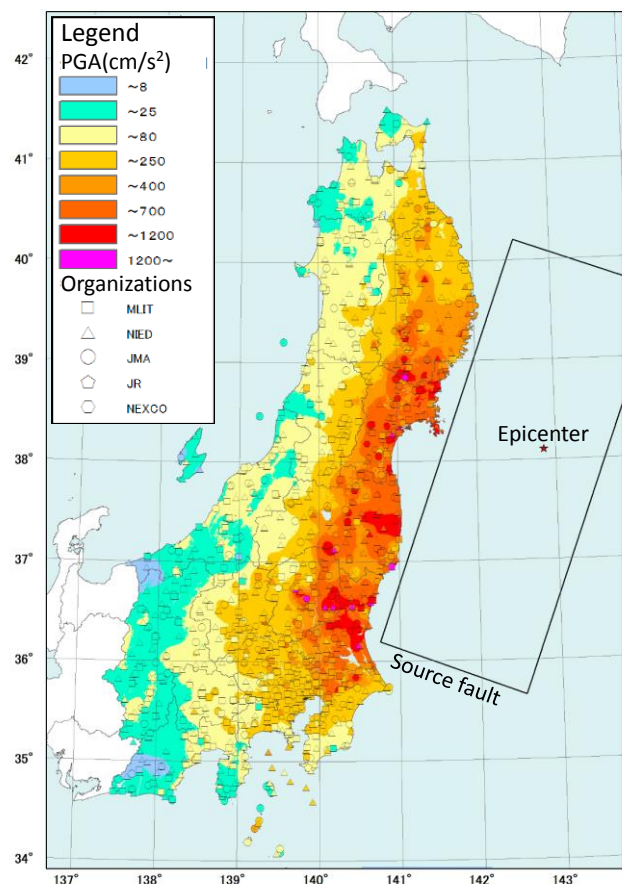 Legend
PGA(cm/s²)
~8
~25
~80
~250
~400
~700
~1200
1200~
Organizations
MLIT
NIED
JMA
JR
NEXCO
42°
41°
40°
39°
38°
37°
36°
35°
34°
Epicenter
Source fault
137°
138°
139°
140°
141°
142°
143°